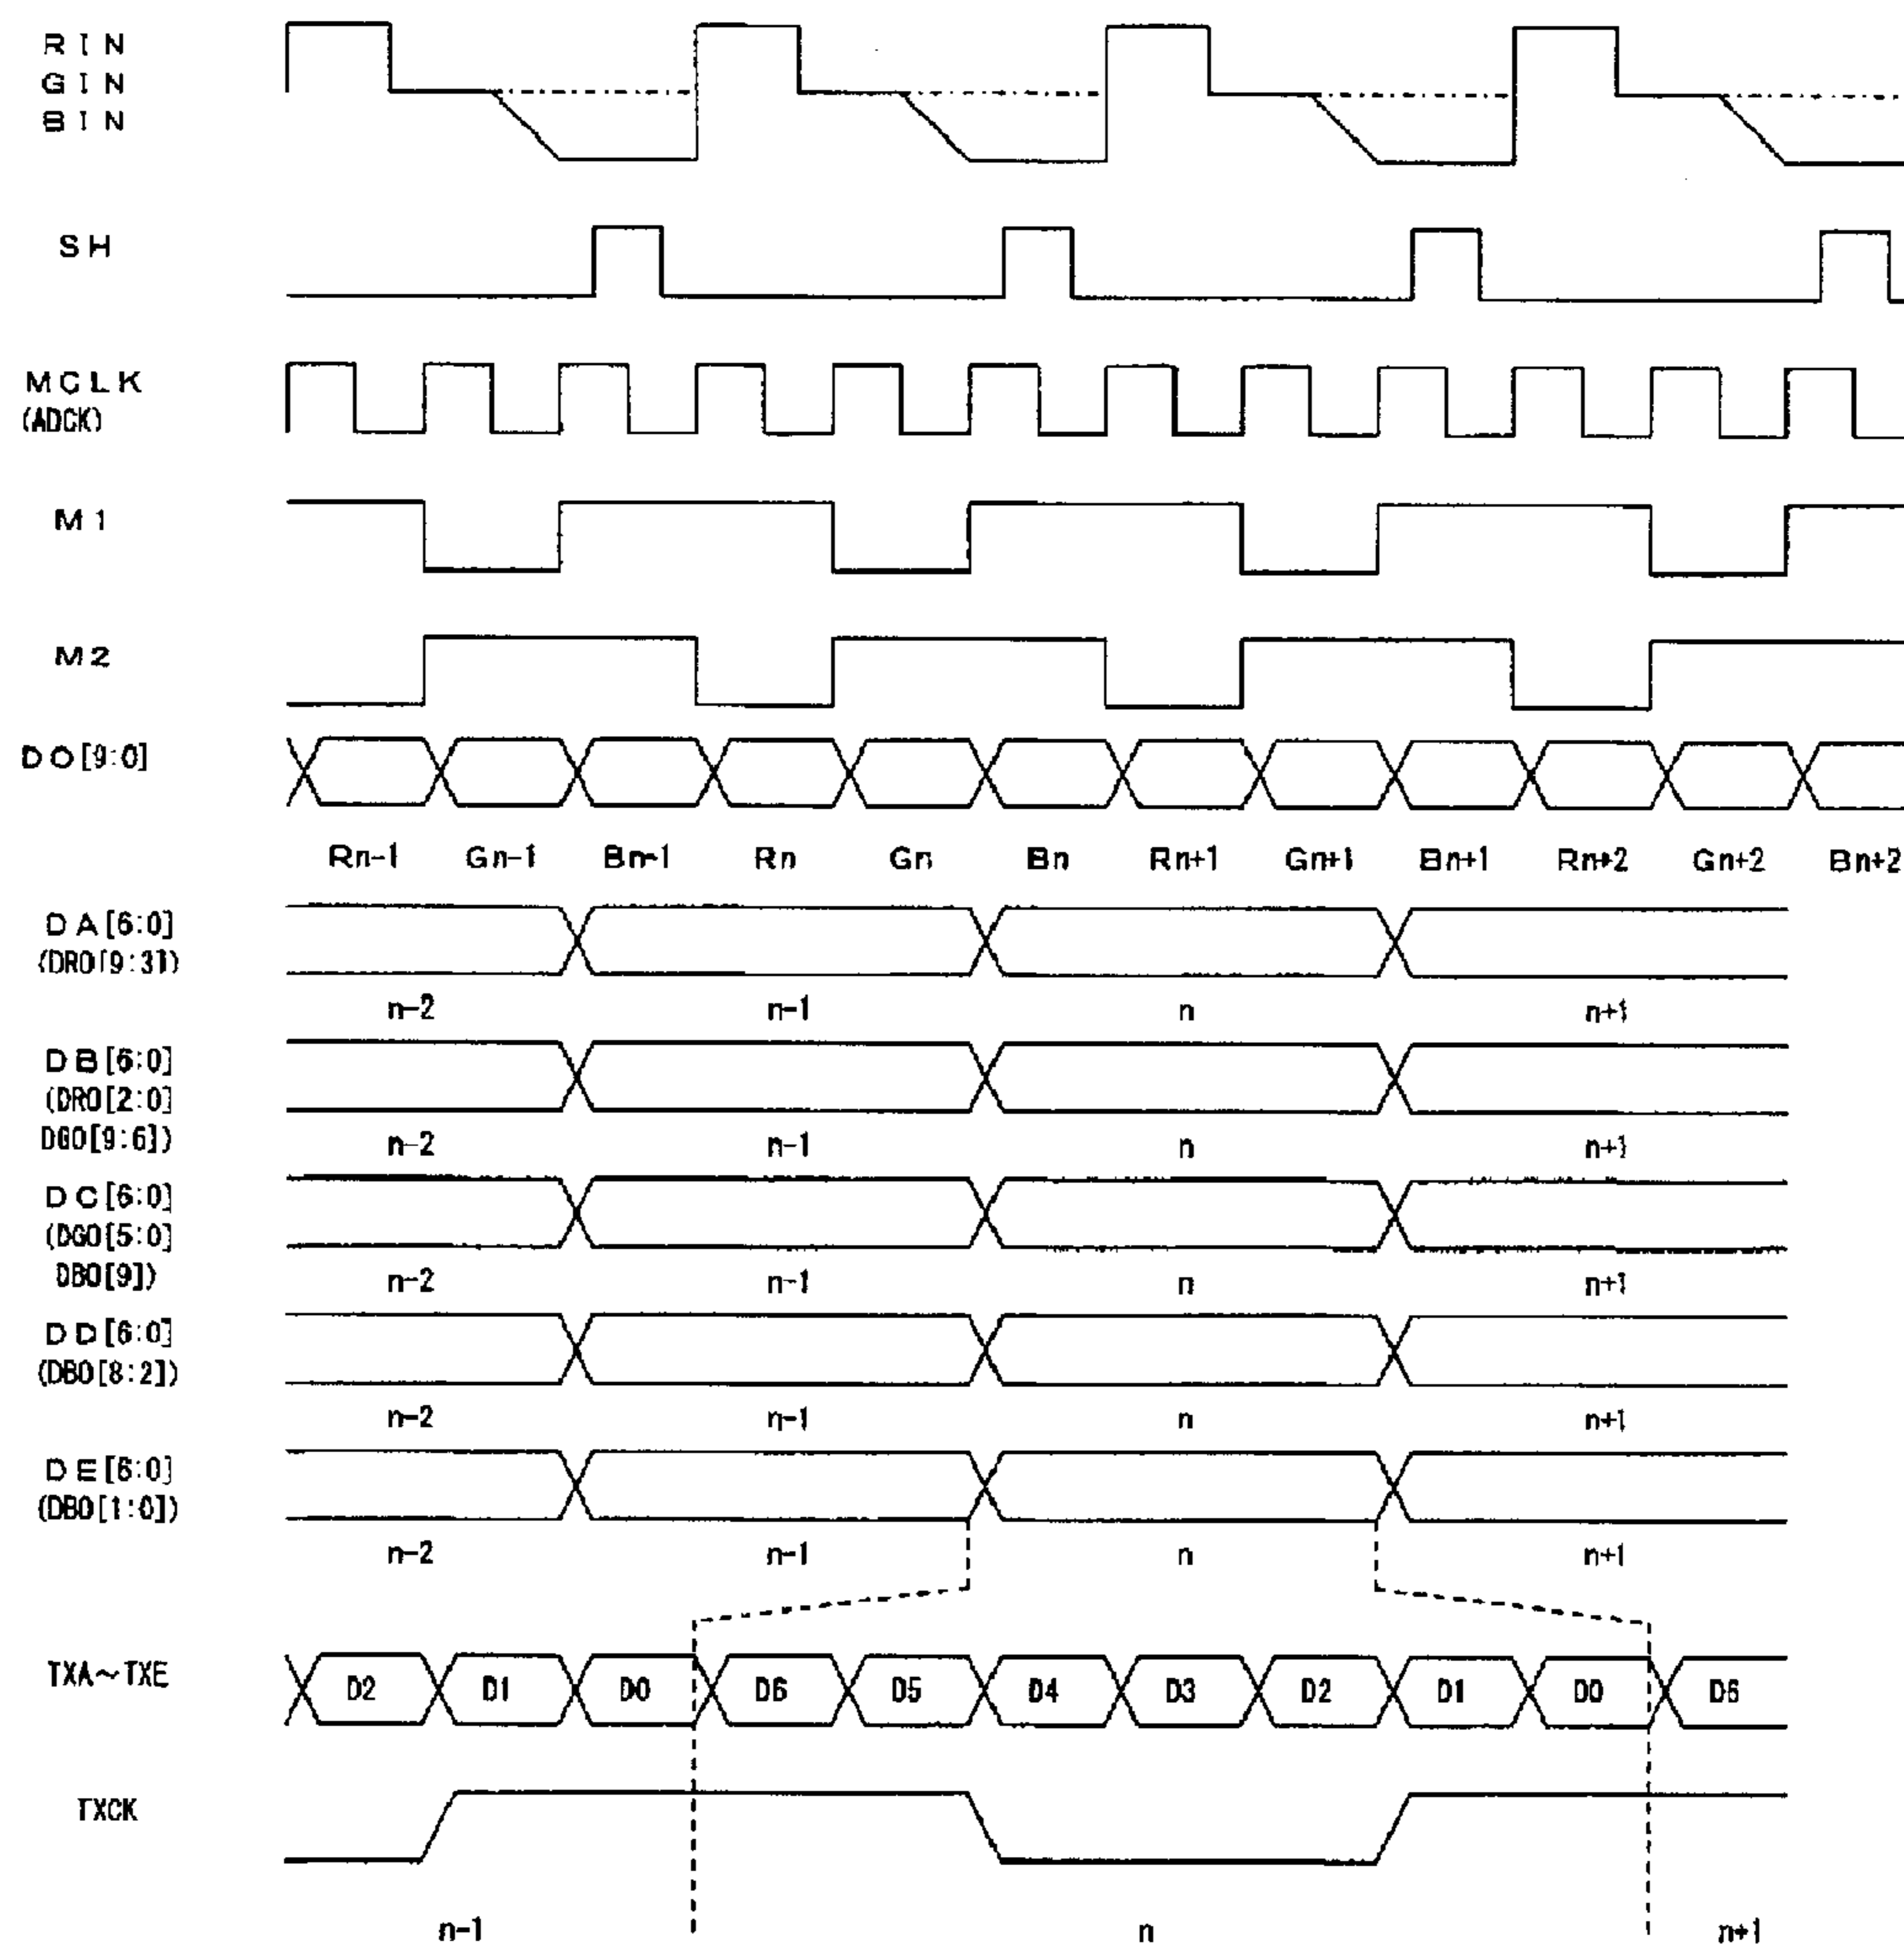 RIN
GIN
BIN
SH
MCLK
(ADCK)
M1
M2
DO[9:0]
Rn-1 Gn-1 Bn-1 Rn Gn Bn Rn+1 Gn+1 Bn+1 Rn+2 Gn+2 Bn+2
DA[6:0]
(DRO[9:3])
n-2 n-1 n n+1
DB[6:0]
(DRO[2:0]
DGO[9:6])
n-2 n-1 n n+1
DC[6:0]
(DGO[5:0]
DBO[9])
n-2 n-1 n n+1
DD[6:0]
(DBO[8:2])
n-2 n-1 n n+1
DE[6:0]
(DBO[1:0])
n-2 n-1 n n+1
TXA~TXE D2 D1 D0 D6 D5 D4 D3 D2 D1 D0 D6
TXCK
n-1 n n+1